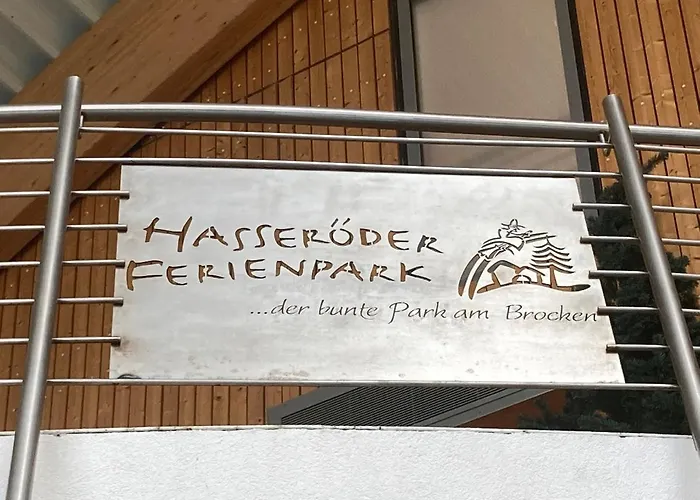 HASSERÖDER
FERIENPARK
...der bunte Park am Brocken